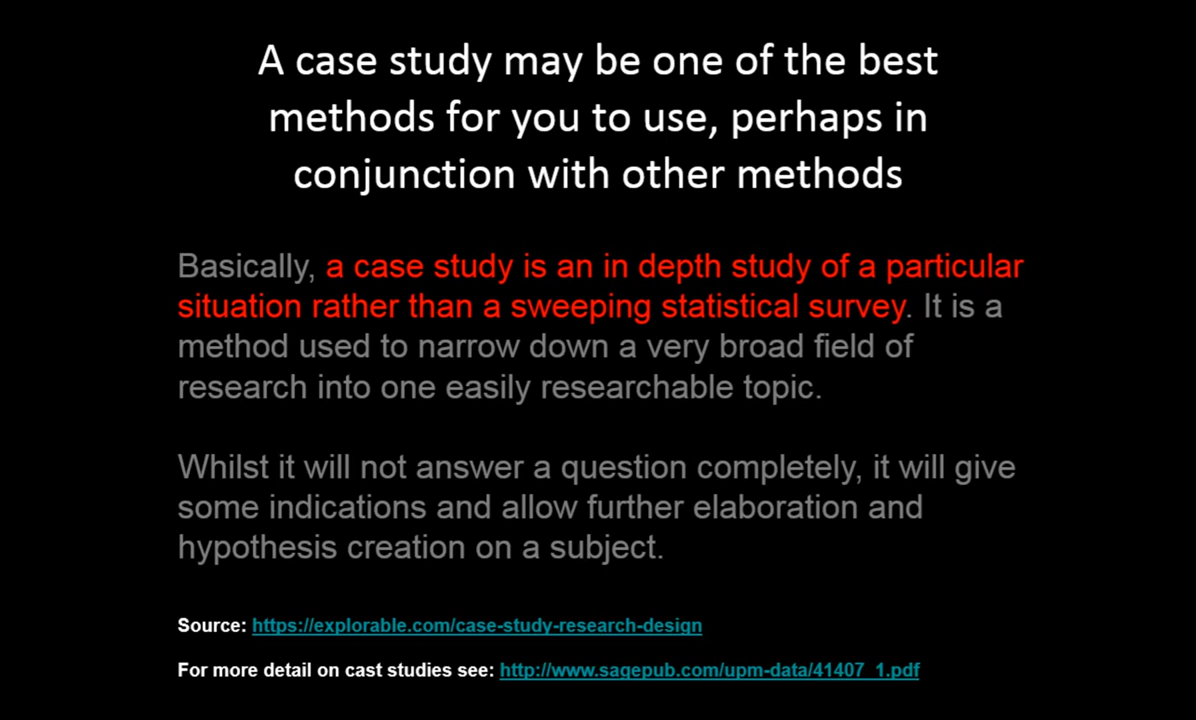 A case study may be one of the best
methods for you to use, perhaps in
conjunction with other methods
Basically, a case study is an in depth study of a particular
situation rather than a sweeping statistical survey. It is a
method used to narrow down a very broad field of
research into one easily researchable topic.
Whilst it will not answer a question completely, it will give
some indications and allow further elaboration and
hypothesis creation on a subject.
Source: https://explorable.com/case-study-research-design
For more detail on cast studies see: http://www.sagepub.com/upm-data/41407_1.pdf